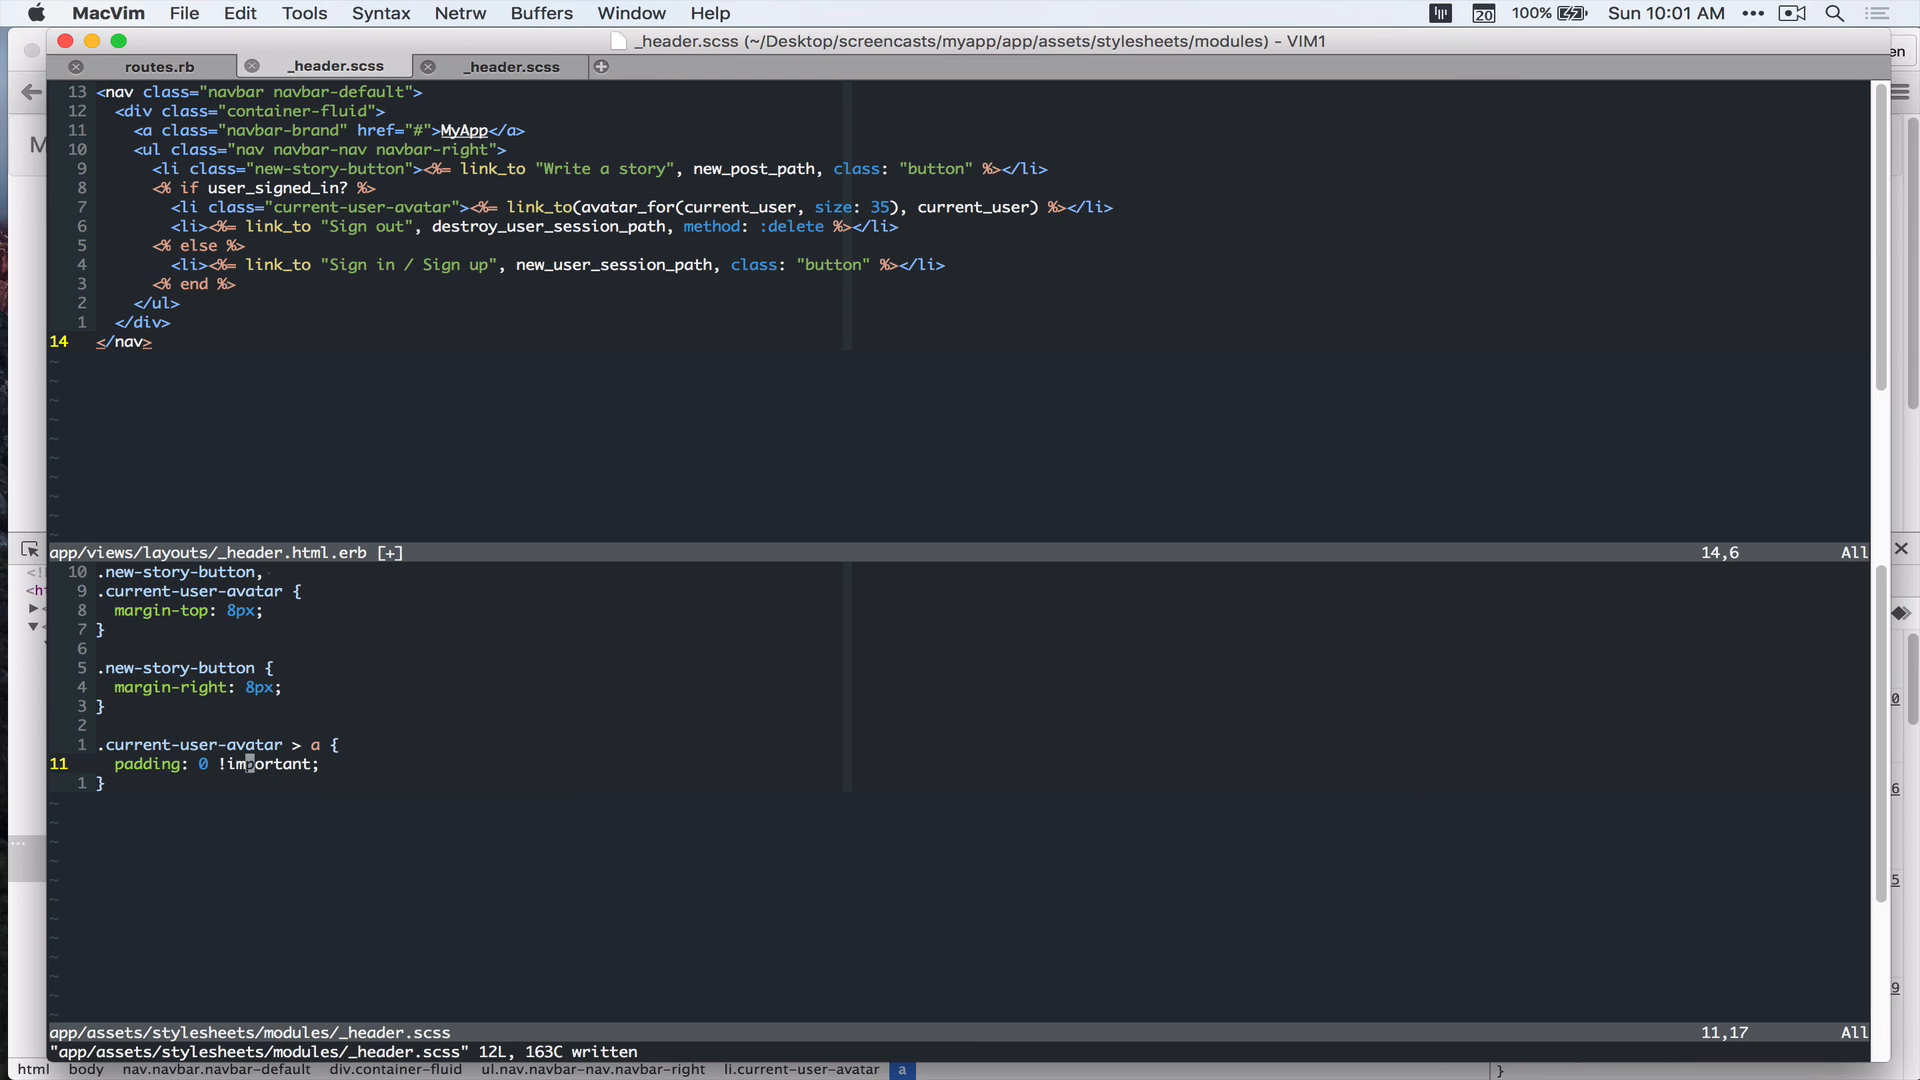 MacVim File Edit Tools Syntax Netrw Buffers Window Help 20 100% Sun 10:01 AM
_header.scss (~/Desktop/screencasts/myapp/app/assets/stylesheets/modules) - VIM1
routes.rb _header.scss _header.scss
13 <nav class="navbar navbar-default">
12 <div class="container-fluid">
11 <a class="navbar-brand" href="#">MyApp</a>
10 <ul class="nav navbar-nav navbar-right">
9 <li class="new-story-button"><%= link_to "Write a story", new_post_path, class: "button" %></li>
8 <% if user_signed_in? %>
7 <li class="current-user-avatar"><%= link_to(avatar_for(current_user, size: 35), current_user) %></li>
6 <li><%= link_to "Sign out", destroy_user_session_path, method: :delete %></li>
5 <% else %>
4 <li><%= link_to "Sign in / Sign up", new_user_session_path, class: "button" %></li>
3 <% end %>
2 </ul>
1 </div>
14 </nav>
app/views/layouts/_header.html.erb [+] 14,6 All
10 .new-story-button,
9 .current-user-avatar {
8 margin-top: 8px;
7 }
6
5 .new-story-button {
4 margin-right: 8px;
3 }
2
1 .current-user-avatar > a {
11 padding: 0 !important;
1 }
app/assets/stylesheets/modules/_header.scss 11,17 All
"app/assets/stylesheets/modules/_header.scss" 12L, 163C written
html body nav.navbar.navbar-default div.container-fluid ul.nav.navbar-nav.navbar-right li.current-user-avatar a }